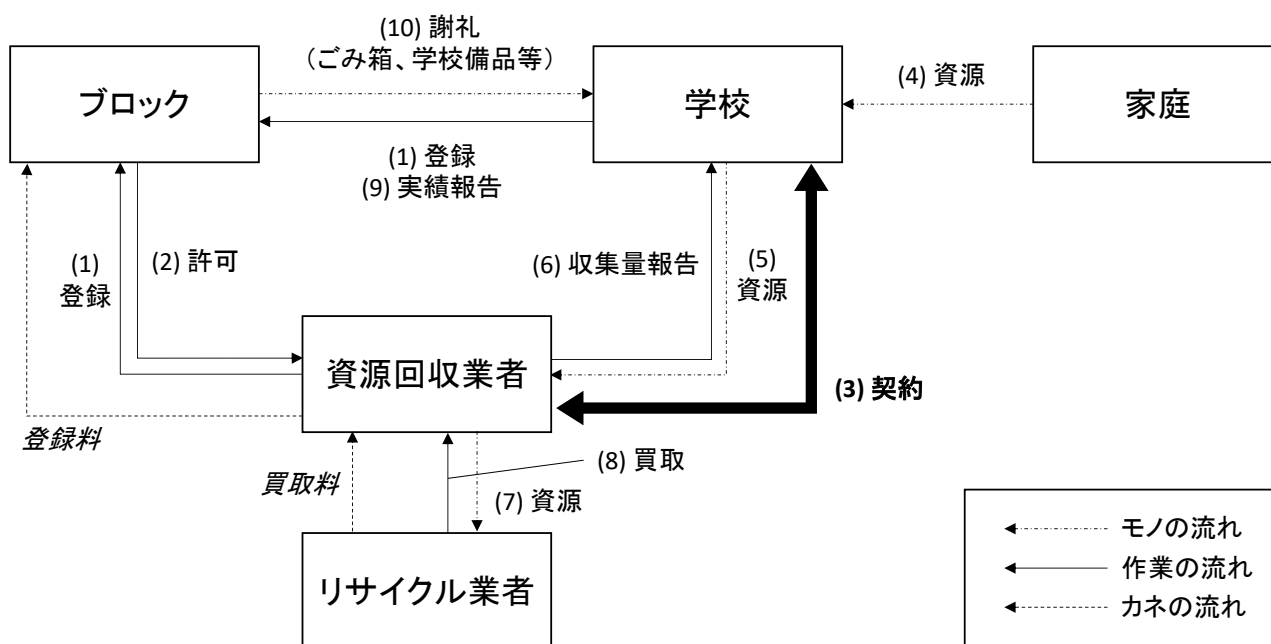 (10) 謝礼
（ごみ箱、学校備品等）
ブロック
学校
(4) 資源
家庭
(1) 登録
(9) 実績報告
(1)
登録
(2) 許可
(6) 収集量報告
(5)
資源
資源回収業者
(3) 契約
登録料
買取料
(8) 買取
(7) 資源
リサイクル業者
モノの流れ
作業の流れ
カネの流れ